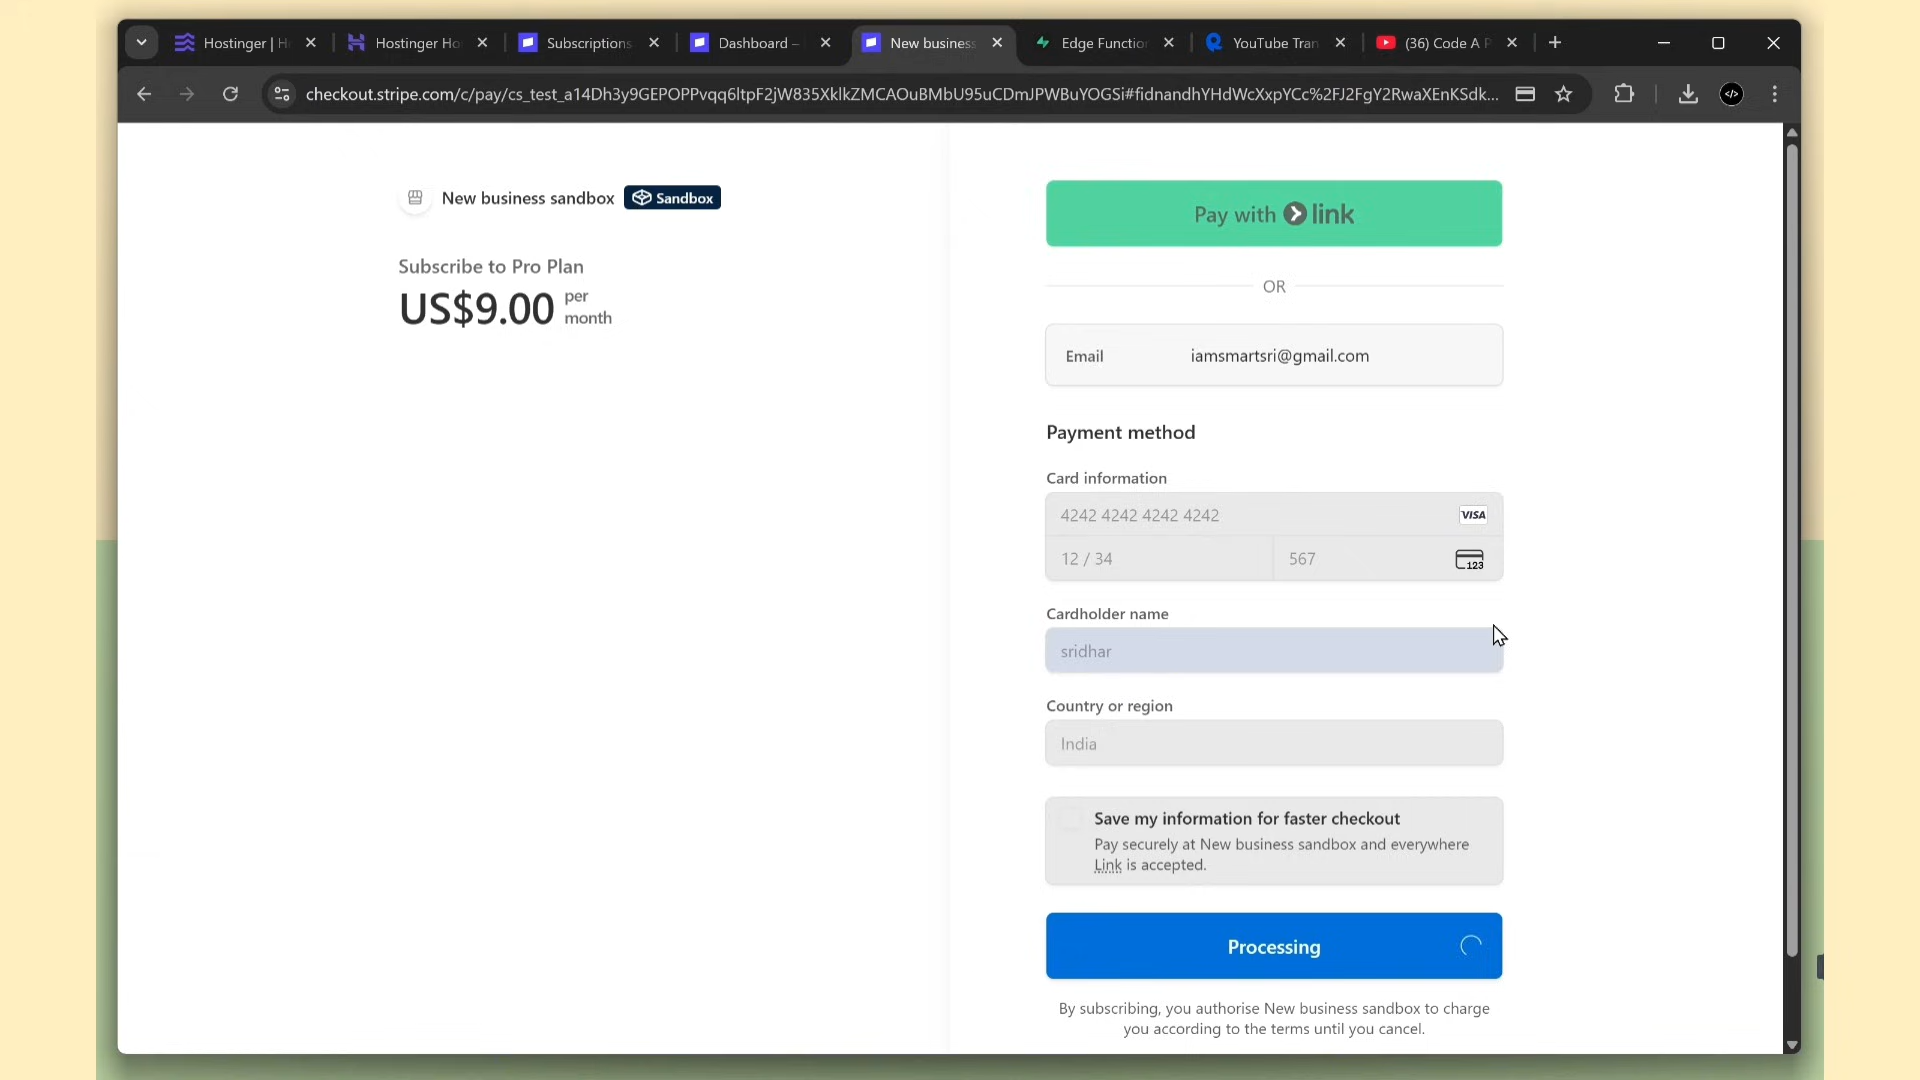 Hostinger | H
Hostinger Ho
Subscriptions
Dashboard –
New business
Edge Functio
YouTube Tran
(36) Code A P
checkout.stripe.com/c/pay/cs_test_a14Dh3y9GEPOPPvqq6ltpF2jW835XklkZMCAOuBMbU95uCDmJPWBuYOGSi#fidnandhYHdWcXxpYCc%2FJ2FgY2RwaXEnKSdk...
New business sandbox
Sandbox
Subscribe to Pro Plan
US$9.00
per
month
Pay with link
OR
Email
iamsmartsri@gmail.com
Payment method
Card information
4242 4242 4242 4242
VISA
12 / 34
567
123
Cardholder name
sridhar
Country or region
India
Save my information for faster checkout
Pay securely at New business sandbox and everywhere
Link is accepted.
Processing
By subscribing, you authorise New business sandbox to charge
you according to the terms until you cancel.